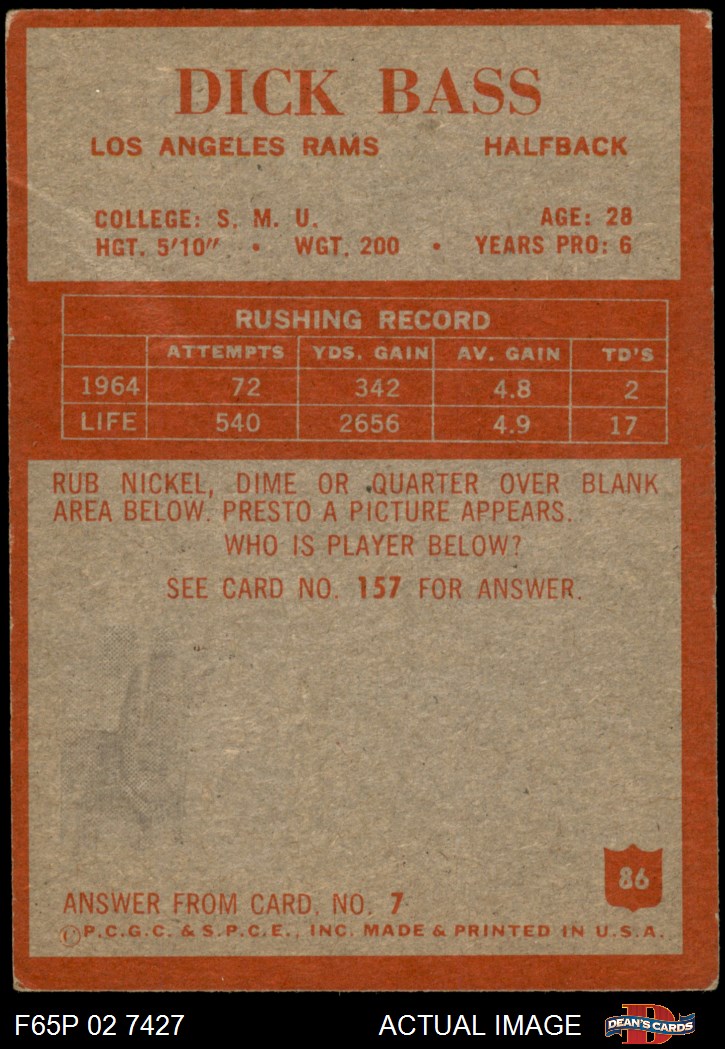 DICK BASS
LOS ANGELES RAMS HALFBACK
COLLEGE: S. M. U. AGE: 28
HGT. 5'10" • WGT. 200 • YEARS PRO: 6
RUSHING RECORD
ATTEMPTS YDS. GAIN AV. GAIN TD'S
1964 72 342 4.8 2
LIFE 540 2656 4.9 17
RUB NICKEL, DIME OR QUARTER OVER BLANK
AREA BELOW. PRESTO A PICTURE APPEARS.
WHO IS PLAYER BELOW?
SEE CARD NO. 157 FOR ANSWER.
86
ANSWER FROM CARD. NO. 7
©P.C.G.C. & S.P.C.E., INC. MADE & PRINTED IN U.S.A.
F65P 02 7427 ACTUAL IMAGE DEAN'S CARDS